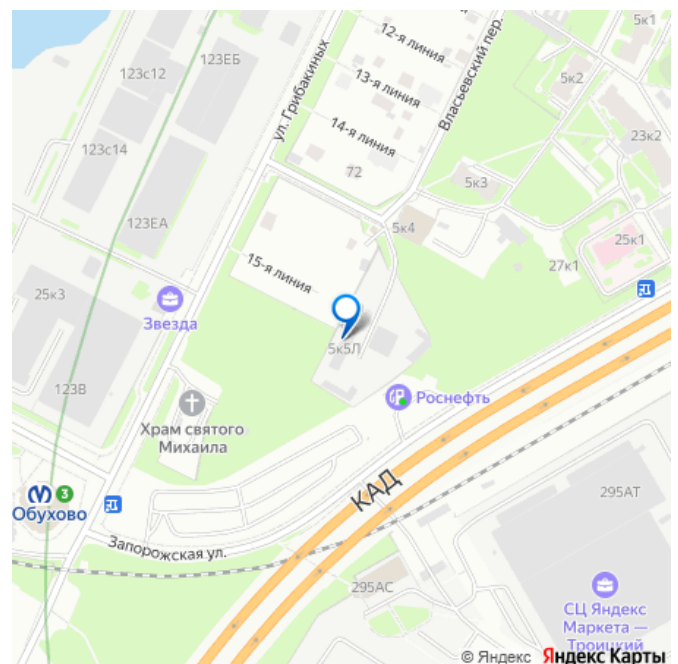 5к1
12-я линия
123ЕБ
123с12
Власьевский пер.
5к2
13-я линия
ул. Грибакиных
14-я линия
23к2
123с14
72
5к3
123ЕА
5к4
25к1
15-я линия
27к1
25к3
Звезда
5к5Л
123В
Роснефть
Храм святого
Михаила
КАД
295АТ
3
Обухово
Запорожская ул.
295АС
СЦ Яндекс
Маркета —
Троицкий
© Яндекс Яндекс Карты